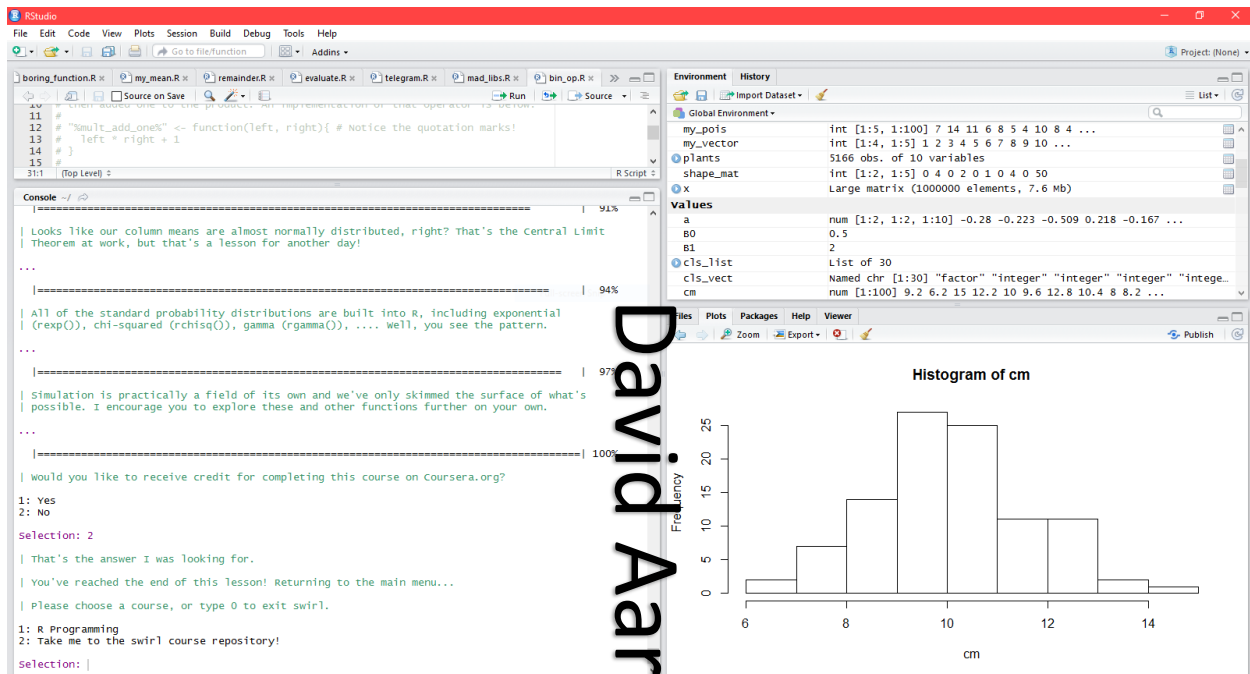 RStudio
File Edit Code View Plots Session Build Debug Tools Help
Go to file/function Addins Project: (None)
boring_function.R my_mean.R remainder.R evaluate.R telegram.R mad_libs.R bin_op.R
Source on Save Run Source
11 #
12 # "%mult_add_one%" <- function(left, right){ # Notice the quotation marks!
13 #   left * right + 1
14 # }
15 #
31:1 (Top Level) R Script
Console ~/
|======================================================================= | 91%
| Looks like our column means are almost normally distributed, right? That's the Central Limit
| Theorem at work, but that's a lesson for another day!
...
|========================================================================== | 94%
| All of the standard probability distributions are built into R, including exponential
| (rexp()), chi-squared (rchisq()), gamma (rgamma()), .... Well, you see the pattern.
...
|============================================================================ | 97%
| Simulation is practically a field of its own and we've only skimmed the surface of what's
| possible. I encourage you to explore these and other functions further on your own.
...
|===============================================================================| 100%
| Would you like to receive credit for completing this course on Coursera.org?
1: Yes
2: No
Selection: 2
| That's the answer I was looking for.
| You've reached the end of this lesson! Returning to the main menu...
| Please choose a course, or type 0 to exit swirl.
1: R Programming
2: Take me to the swirl course repository!
Selection:
Environment History
Import Dataset List
Global Environment
my_pois int [1:5, 1:100] 7 14 11 6 8 5 4 10 8 4 ...
my_vector int [1:4, 1:5] 1 2 3 4 5 6 7 8 9 10 ...
plants 5166 obs. of 10 variables
shape_mat int [1:2, 1:5] 0 4 0 2 0 1 0 4 0 50
x Large matrix (1000000 elements, 7.6 Mb)
Values
a num [1:2, 1:2, 1:10] -0.28 -0.223 -0.509 0.218 -0.167 ...
B0 0.5
B1 2
cls_list List of 30
cls_vect Named chr [1:30] "factor" "integer" "integer" "integer" "intege...
cm num [1:100] 9.2 6.2 15 12.2 10 9.6 12.8 10.4 8 8.2 ...
Files Plots Packages Help Viewer
Zoom Export Publish
Histogram of cm
Frequency
0 5 10 15 20 25
6 8 10 12 14
cm
David Aar